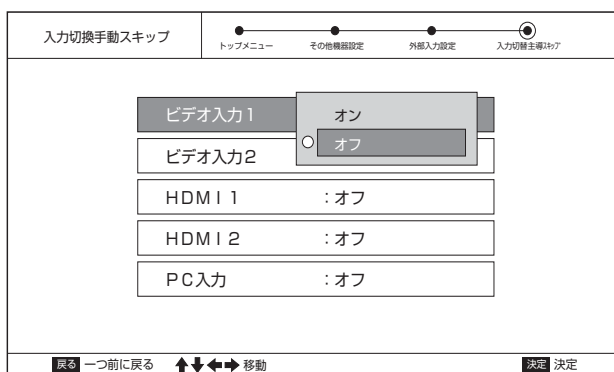 入力切換手動スキップ
トップメニュー その他機器設定 外部入力設定 入力切替主導スキップ
ビデオ入力1 オン
オフ
ビデオ入力2
HDMI1 :オフ
HDMI2 :オフ
PC入力 :オフ
戻る 一つ前に戻る 移動 決定 決定